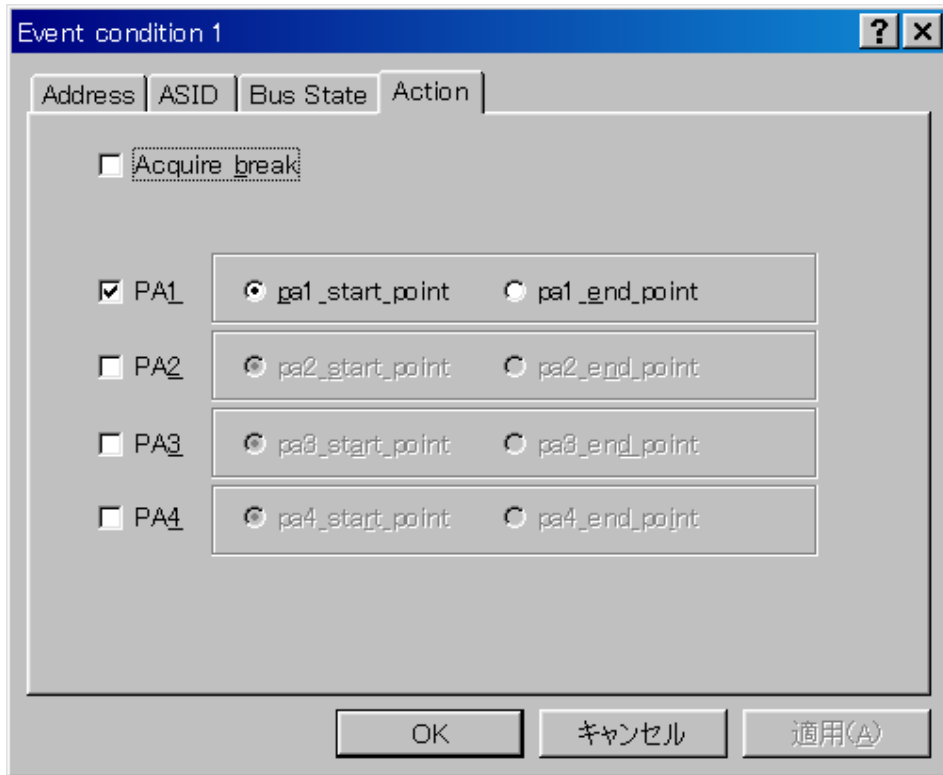 Event condition 1
Address ASID Bus State Action
Acquire break
PA1 pa1_start_point pa1_end_point
PA2 pa2_start_point pa2_end_point
PA3 pa3_start_point pa3_end_point
PA4 pa4_start_point pa4_end_point
OK キャンセル 適用(A)